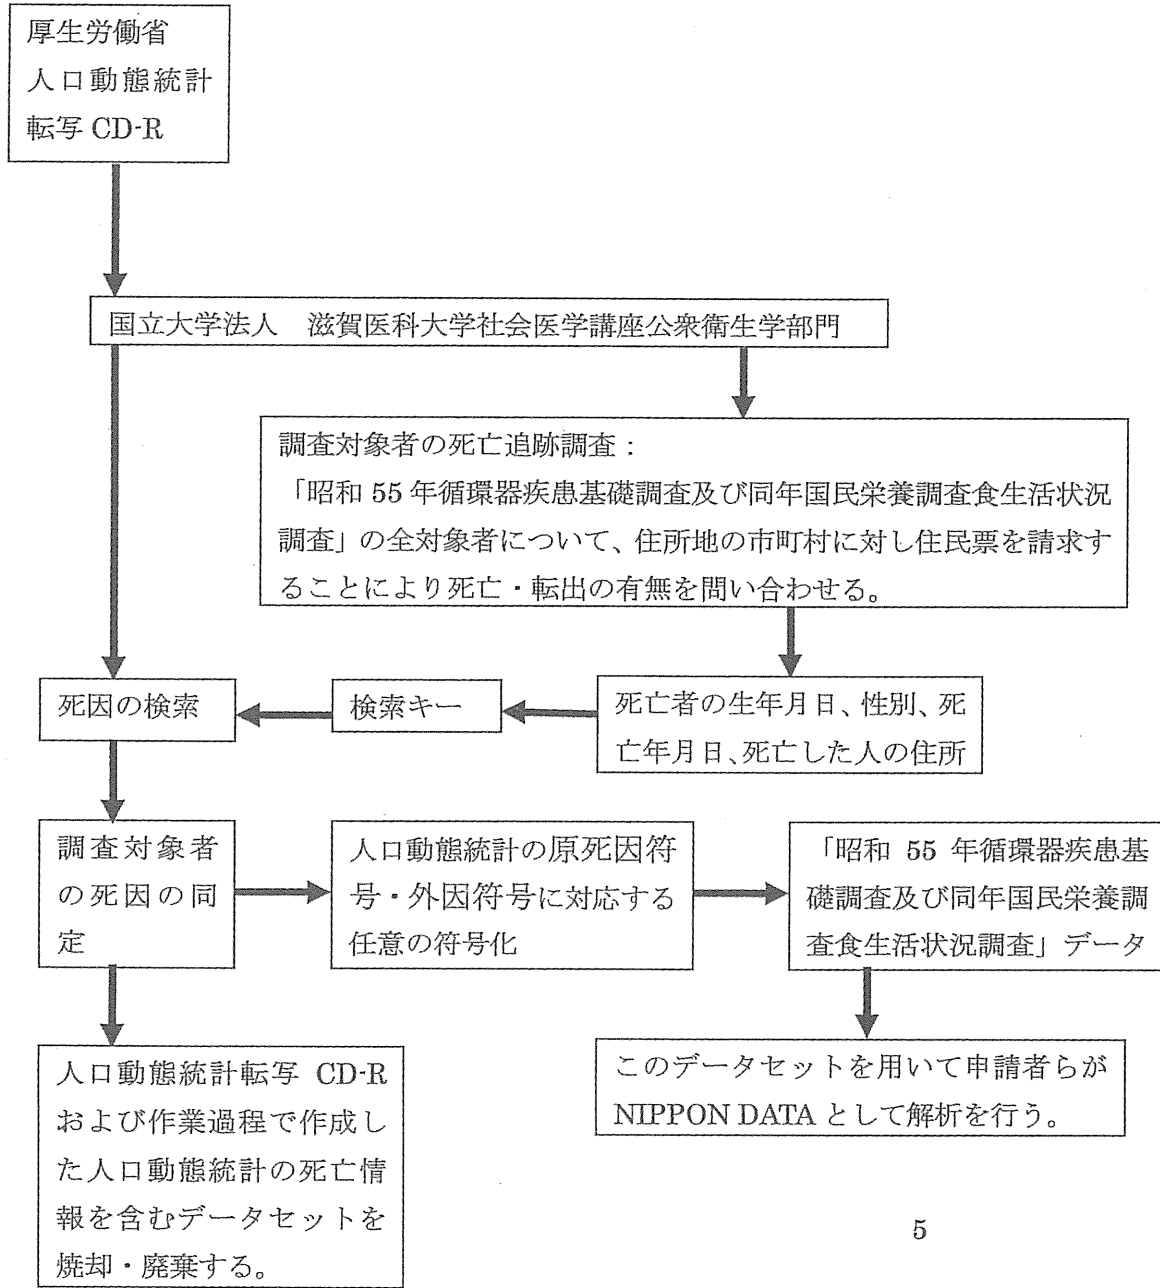 厚生労働省
人口動態統計
転写 CD-R
国立大学法人　滋賀医科大学社会医学講座公衆衛生学部門
調査対象者の死亡追跡調査：
「昭和 55 年循環器疾患基礎調査及び同年国民栄養調査食生活状況
調査」の全対象者について、住所地の市町村に対し住民票を請求す
ることにより死亡・転出の有無を問い合わせる。
死因の検索
検索キー
死亡者の生年月日、性別、死
亡年月日、死亡した人の住所
調査対象者
の死因の同
定
人口動態統計の原死因符
号・外因符号に対応する
任意の符号化
「昭和 55 年循環器疾患基
礎調査及び同年国民栄養調
査食生活状況調査」データ
人口動態統計転写 CD-R
および作業過程で作成し
た人口動態統計の死亡情
報を含むデータセットを
焼却・廃棄する。
このデータセットを用いて申請者らが
NIPPON DATA として解析を行う。
5